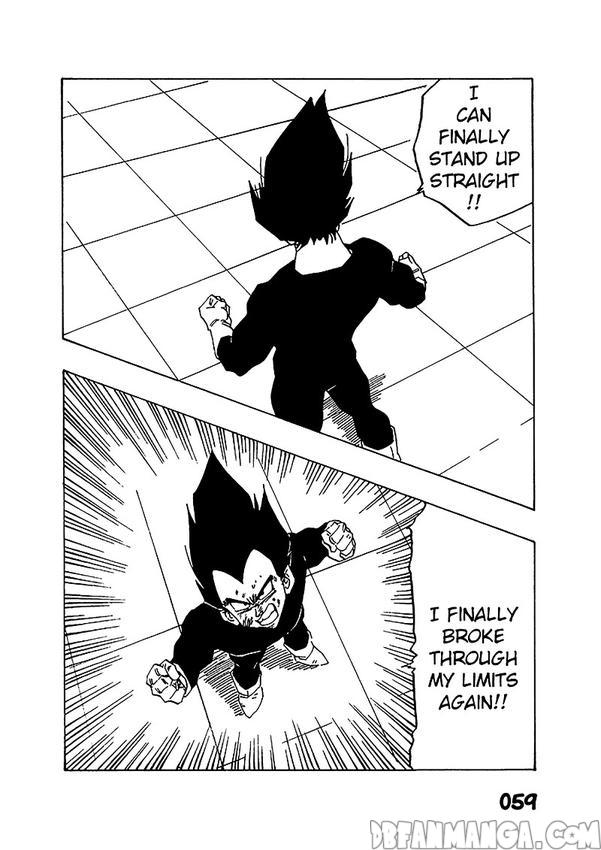 I
CAN
FINALLY
STAND UP
STRAIGHT
!!
I FINALLY
BROKE
THROUGH
MY LIMITS
AGAIN!!
059
DBFANMANGA.COM